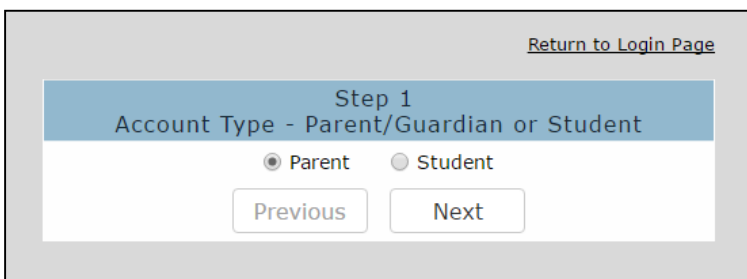 Return to Login Page
Step 1
Account Type - Parent/Guardian or Student
Parent Student
Previous Next